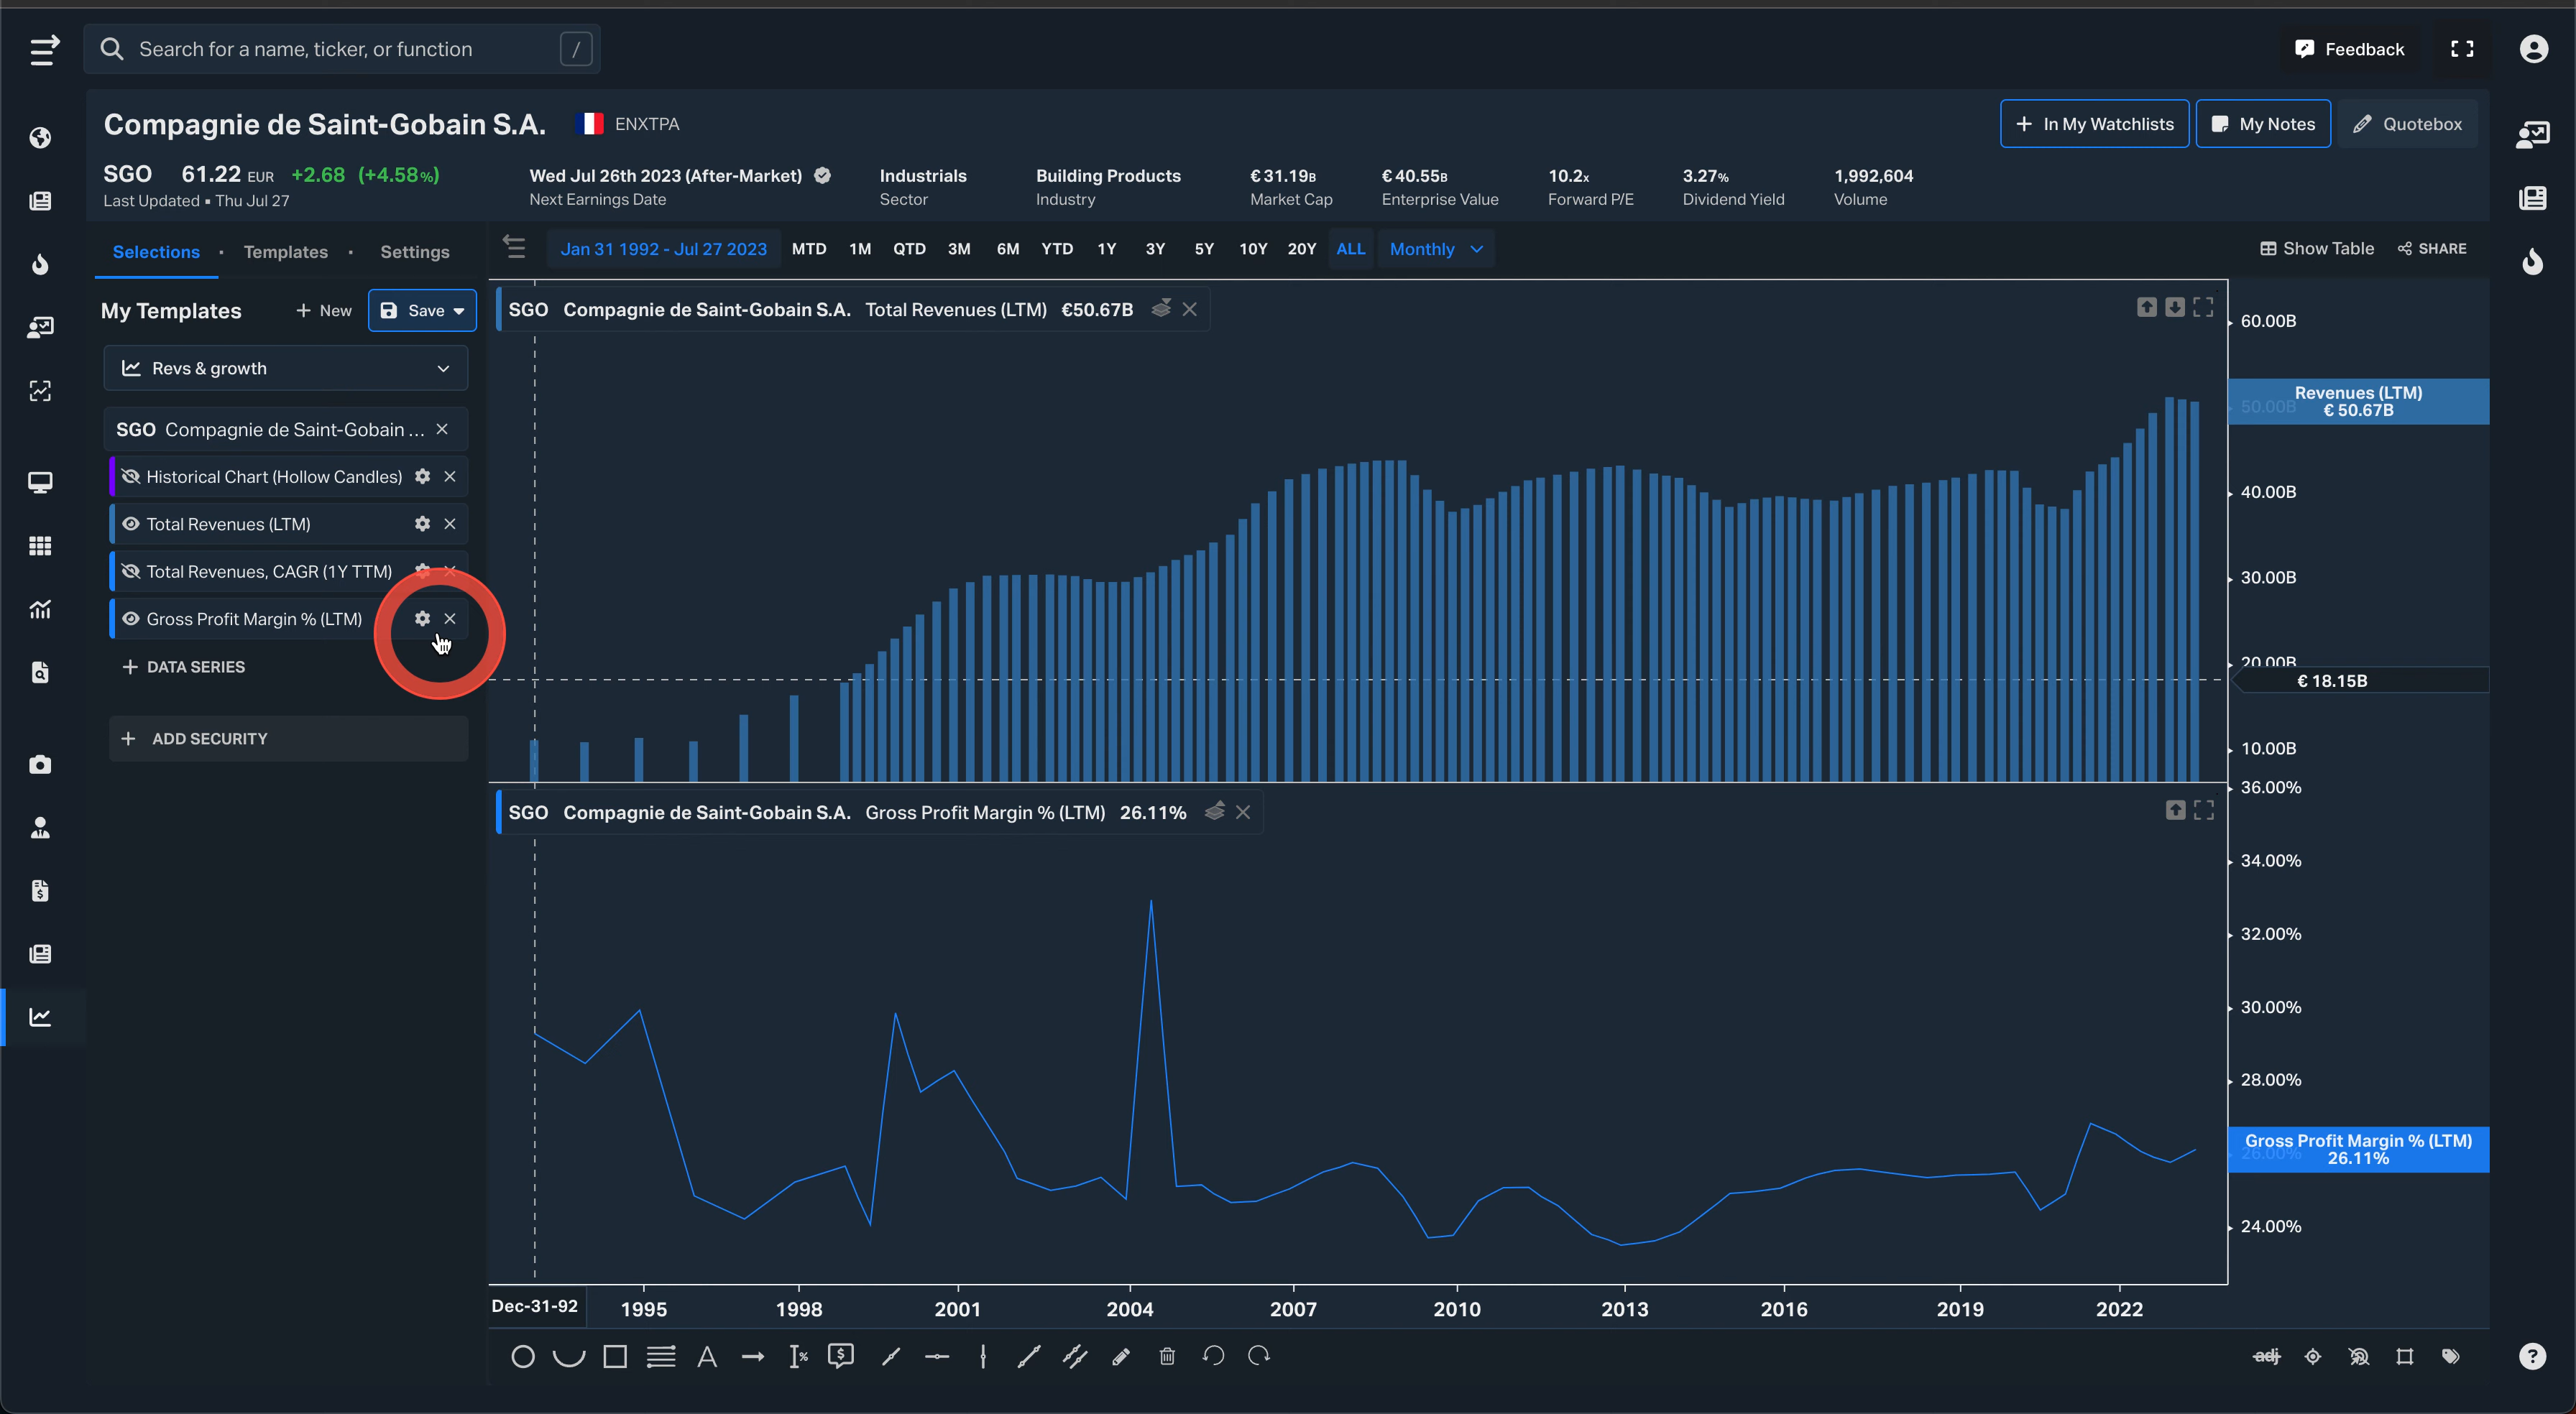 Search for a name, ticker, or function /
Feedback
Compagnie de Saint-Gobain S.A. ENXTPA
+ In My Watchlists
My Notes
Quotebox
SGO 61.22 EUR +2.68 (+4.58%)
Last Updated ▪ Thu Jul 27
Wed Jul 26th 2023 (After-Market)
Next Earnings Date
Industrials
Sector
Building Products
Industry
€31.19B
Market Cap
€40.55B
Enterprise Value
10.2x
Forward P/E
3.27%
Dividend Yield
1,992,604
Volume
Selections · Templates · Settings
Jan 31 1992 - Jul 27 2023 MTD 1M QTD 3M 6M YTD 1Y 3Y 5Y 10Y 20Y ALL Monthly
Show Table SHARE
My Templates + New Save
Revs & growth
SGO Compagnie de Saint-Gobain ...
Historical Chart (Hollow Candles)
Total Revenues (LTM)
Total Revenues, CAGR (1Y TTM)
Gross Profit Margin % (LTM)
+ DATA SERIES
+ ADD SECURITY
SGO Compagnie de Saint-Gobain S.A. Total Revenues (LTM) €50.67B
60.00B
Revenues (LTM)
50.00B
€ 50.67B
40.00B
30.00B
20.00B
€ 18.15B
10.00B
SGO Compagnie de Saint-Gobain S.A. Gross Profit Margin % (LTM) 26.11%
36.00%
34.00%
32.00%
30.00%
28.00%
Gross Profit Margin % (LTM)
26.00%
26.11%
24.00%
Dec-31-92 1995 1998 2001 2004 2007 2010 2013 2016 2019 2022
A
%
$
adj
?